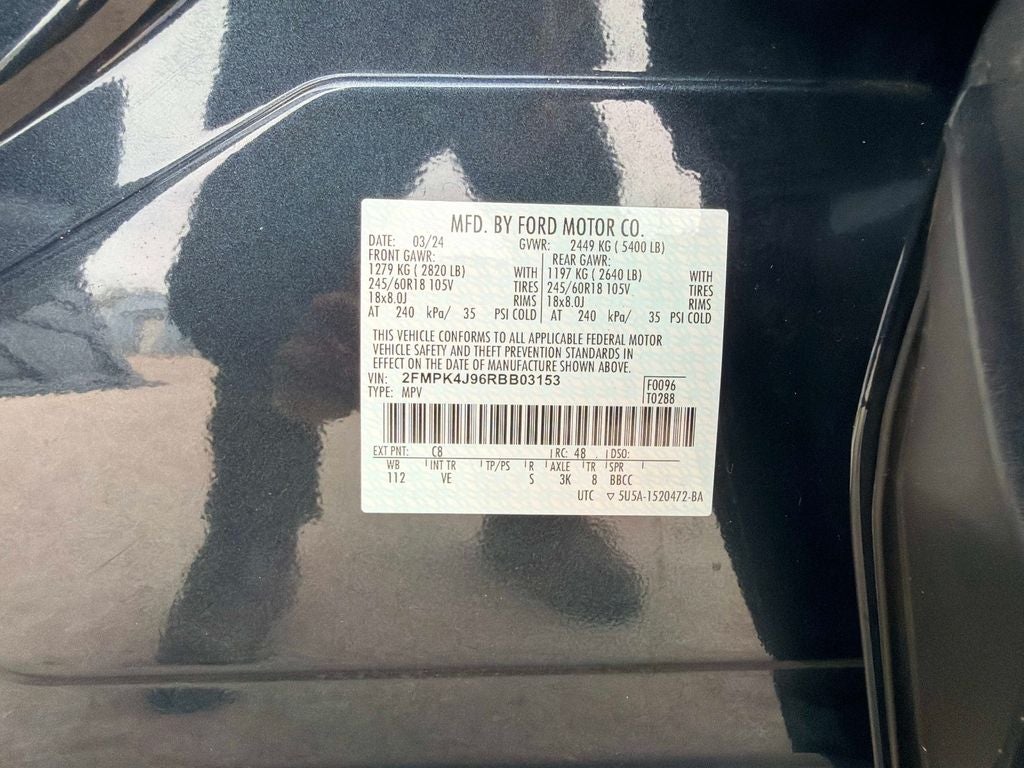 MFD. BY FORD MOTOR CO.
DATE: 03/24 GVWR: 2449 KG ( 5400 LB)
FRONT GAWR: REAR GAWR:
1279 KG ( 2820 LB) WITH 1197 KG ( 2640 LB) WITH
245/60R18 105V TIRES 245/60R18 105V TIRES
18x8.0J RIMS 18x8.0J RIMS
AT 240 kPa/ 35 PSI COLD AT 240 kPa/ 35 PSI COLD
THIS VEHICLE CONFORMS TO ALL APPLICABLE FEDERAL MOTOR
VEHICLE SAFETY AND THEFT PREVENTION STANDARDS IN
EFFECT ON THE DATE OF MANUFACTURE SHOWN ABOVE.
VIN: 2FMPK4J96RBB03153 F0096
TYPE: MPV T0288
EXT PNT: C8 RC: 48 DSO:
WB INT TR TP/PS R AXLE TR SPR
112 VE S 3K 8 BBCC
UTC ▽ 5U5A-1520472-BA